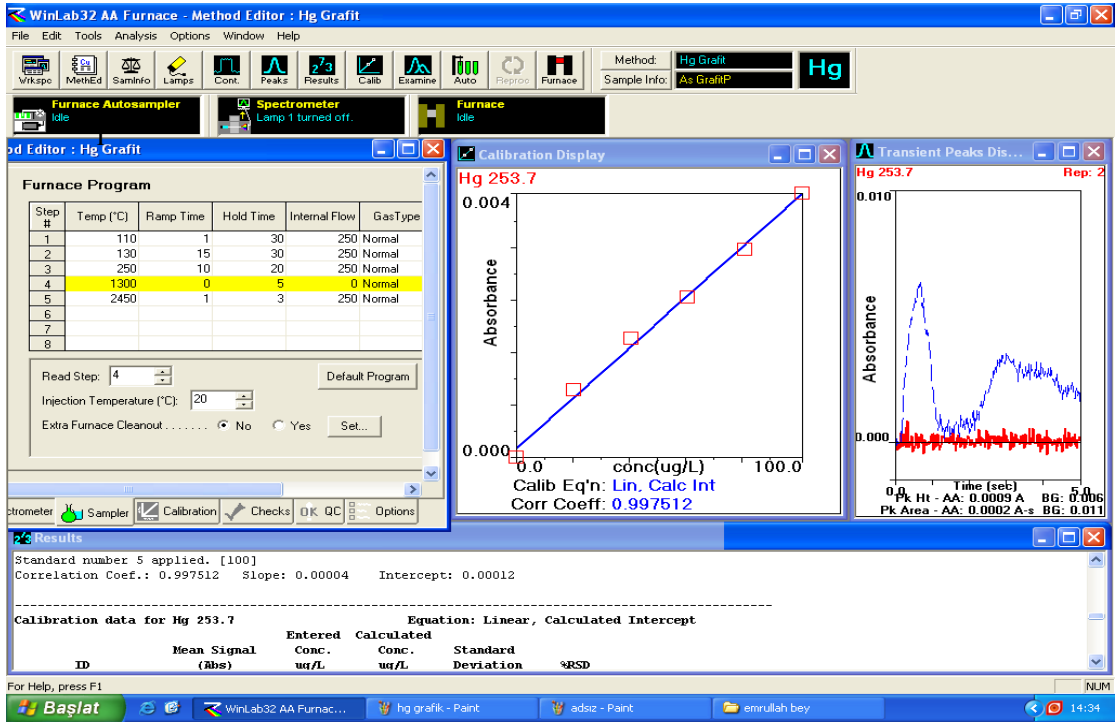 WinLab32 AA Furnace - Method Editor : Hg Grafit
File Edit Tools Analysis Options Window Help
Wrkspc MethEd SamInfo Lamps Cont. Peaks Results Calib Examine Auto Reproc Furnace
Method: Hg Grafit
Sample Info: As GrafitP
Hg
Furnace Autosampler
Idle
Spectrometer
Lamp 1 turned off.
Furnace
Idle
od Editor : Hg Grafit
Furnace Program
Step # Temp (°C) Ramp Time Hold Time Internal Flow GasType
1 110 1 30 250 Normal
2 130 15 30 250 Normal
3 250 10 20 250 Normal
4 1300 0 5 0 Normal
5 2450 1 3 250 Normal
6
7
8
Read Step: 4
Default Program
Injection Temperature (°C): 20
Extra Furnace Cleanout . . . . . . . No Yes Set...
ctrometer Sampler Calibration Checks OK QC Options
Calibration Display
Hg 253.7
0.004
Absorbance
0.000
0.0 conc(ug/L) 100.0
Calib Eq'n: Lin, Calc Int
Corr Coeff: 0.997512
Transient Peaks Dis...
Hg 253.7 Rep: 2
0.010
Absorbance
0.000
0.0 Time (sec) 5.0
Pk Ht - AA: 0.0009 A BG: 0.006
Pk Area - AA: 0.0002 A-s BG: 0.011
Results
Standard number 5 applied. [100]
Correlation Coef.: 0.997512 Slope: 0.00004 Intercept: 0.00012
--------------------------------------------------------------------------------
Calibration data for Hg 253.7 Equation: Linear, Calculated Intercept
Entered Calculated
Mean Signal Conc. Conc. Standard
ID (Abs) ug/L ug/L Deviation %RSD
For Help, press F1
NUM
Başlat WinLab32 AA Furnac... hg grafik - Paint adsız - Paint emrullah bey 14:34